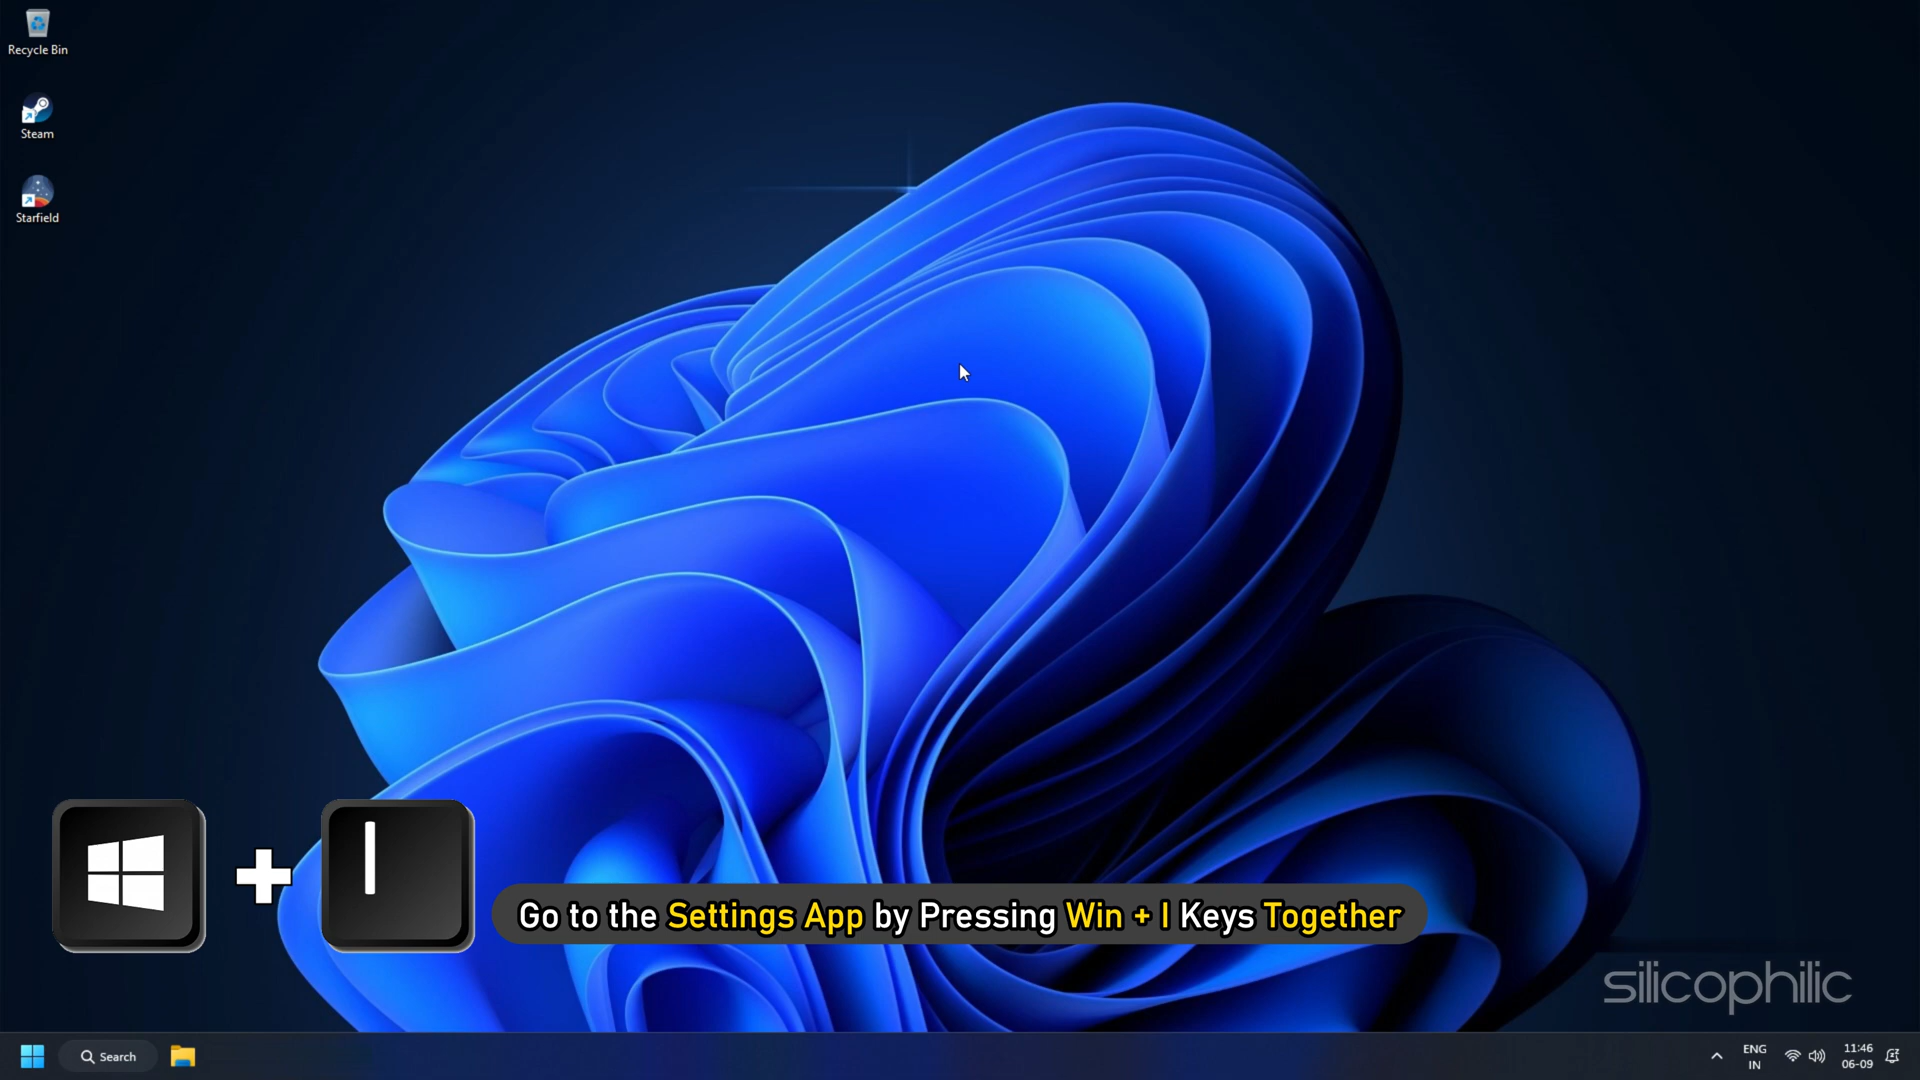 Recycle Bin
Steam
Starfield
I
Go to the Settings App by Pressing Win + I Keys Together
silicophilic
Search
ENG
IN
11:46
06-09